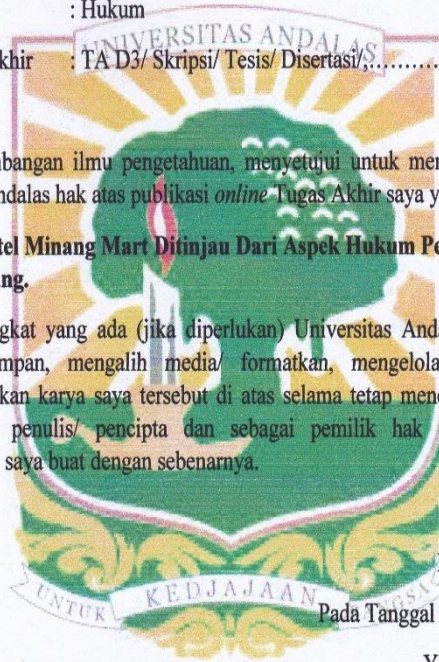 : Hukum
UNIVERSITAS ANDALAS
khir : TA D3/ Skripsi/ Tesis/ Disertasi/,...........
bangan ilmu pengetahuan, menyetujui untuk mem
ndalas hak atas publikasi online Tugas Akhir saya y
tel Minang Mart Ditinjau Dari Aspek Hukum Pe
ng.
gkat yang ada (jika diperlukan) Universitas Anda
mpan, mengalih media/ formatkan, mengelola
kan karya saya tersebut di atas selama tetap menc
penulis/ pencipta dan sebagai pemilik hak
saya buat dengan sebenarnya.
UNTUK KEDJAJAAN BANGSA
Pada Tanggal
Y